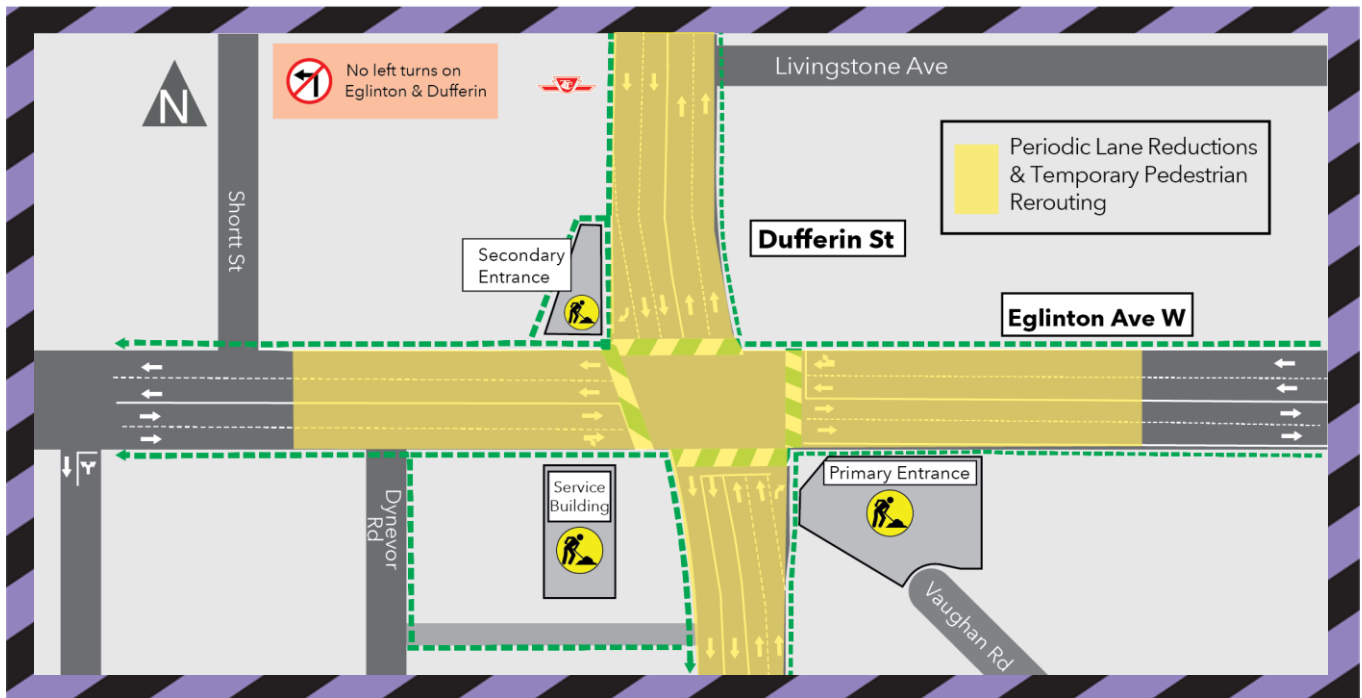 No left turns on
Eglinton & Dufferin
N
Livingstone Ave
Periodic Lane Reductions
& Temporary Pedestrian
Rerouting
Shortt St
Dufferin St
Secondary
Entrance
Eglinton Ave W
Primary Entrance
Service
Building
Dynevor
Rd
Vaughan Rd